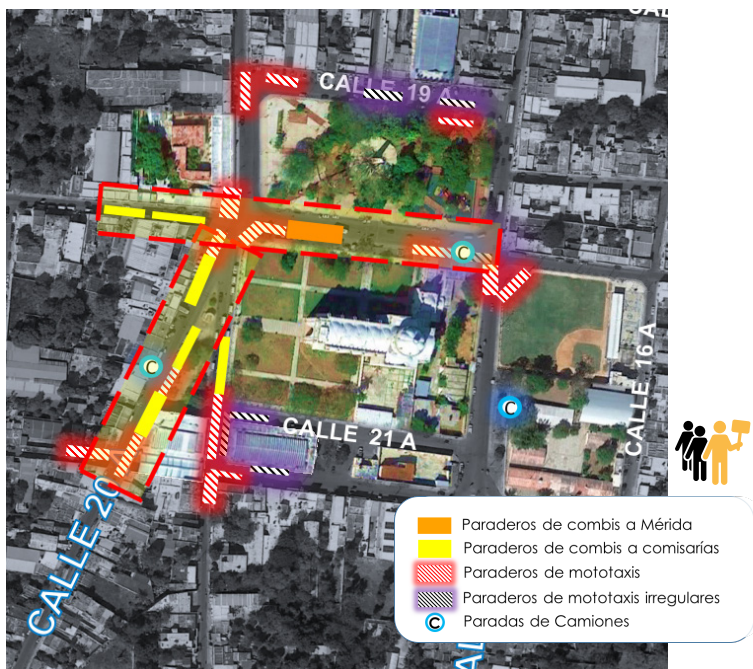 CAL
CALLE 19 A
CALLE 16 A
CALLE 21 A
CALLE 20
C
C
C
Paraderos de combis a Mérida
Paraderos de combis a comisarías
Paraderos de mototaxis
Paraderos de mototaxis irregulares
C Paradas de Camiones